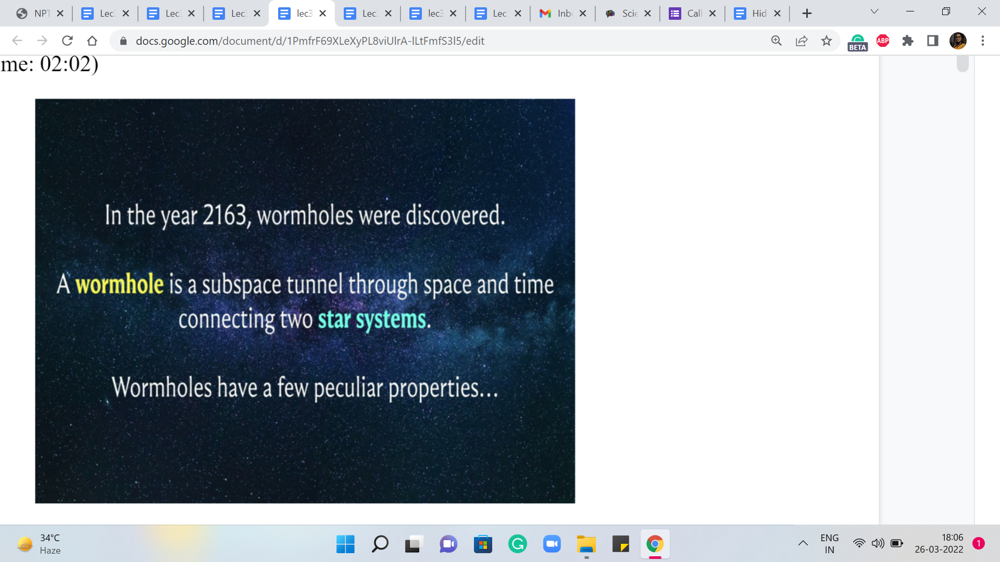 NPT Lec Lec Lec lec3 Lec lec3 Lec Inb Scie Call Hid
docs.google.com/document/d/1PmfrF69XLeXyPL8viUlrA-lLtFmfS3l5/edit
BETA
ABP
me: 02:02)
In the year 2163, wormholes were discovered.
A wormhole is a subspace tunnel through space and time
connecting two star systems.
Wormholes have a few peculiar properties...
34°C
Haze
ENG
IN
18:06
26-03-2022
1